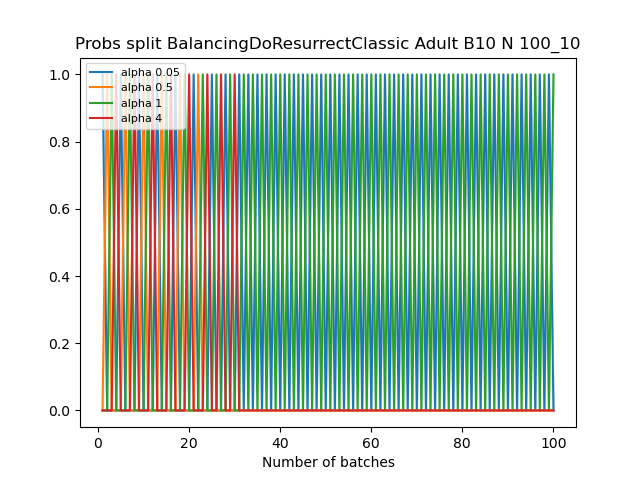 Probs split BalancingDoResurrectClassic Adult B10 N 100_10
alpha 0.05
alpha 0.5
alpha 1
alpha 4
1.0
0.8
0.6
0.4
0.2
0.0
0 20 40 60 80 100
Number of batches